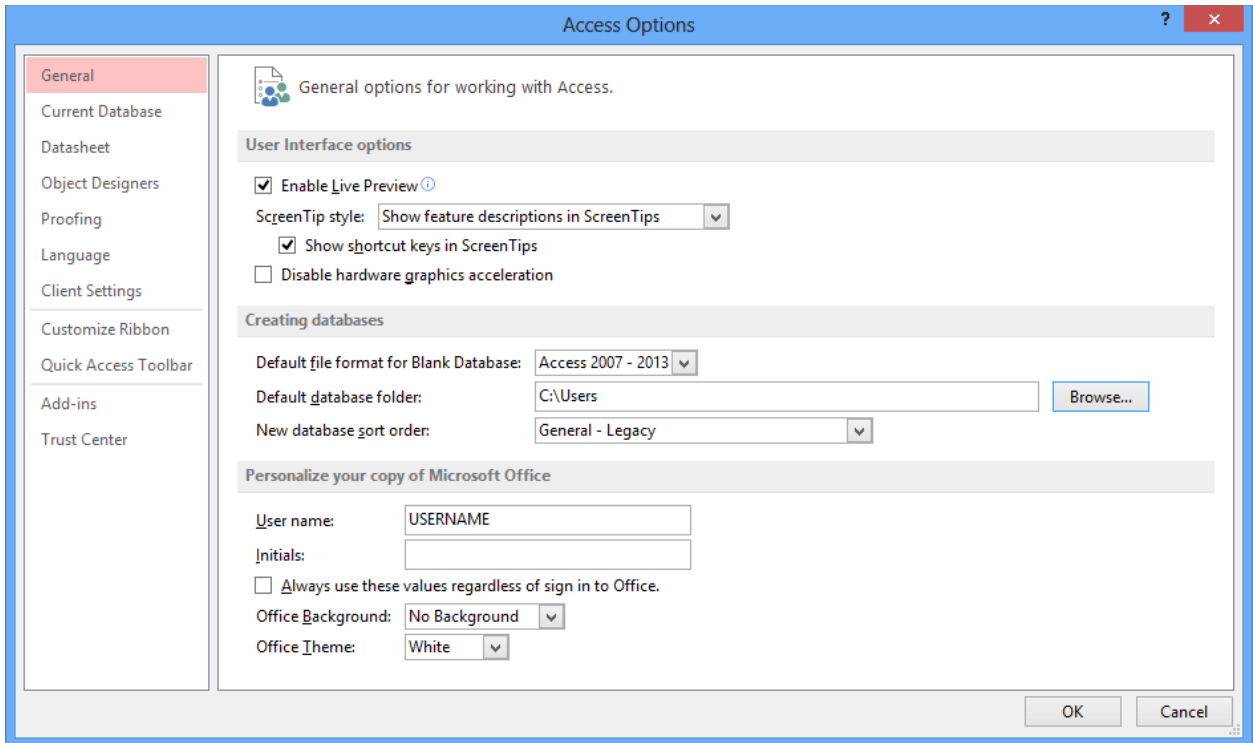 Access Options
?
General
Current Database
Datasheet
Object Designers
Proofing
Language
Client Settings
Customize Ribbon
Quick Access Toolbar
Add-ins
Trust Center
General options for working with Access.
User Interface options
Enable Live Preview
ScreenTip style: Show feature descriptions in ScreenTips
Show shortcut keys in ScreenTips
Disable hardware graphics acceleration
Creating databases
Default file format for Blank Database: Access 2007 - 2013
Default database folder: C:\Users Browse...
New database sort order: General - Legacy
Personalize your copy of Microsoft Office
User name: USERNAME
Initials:
Always use these values regardless of sign in to Office.
Office Background: No Background
Office Theme: White
OK Cancel